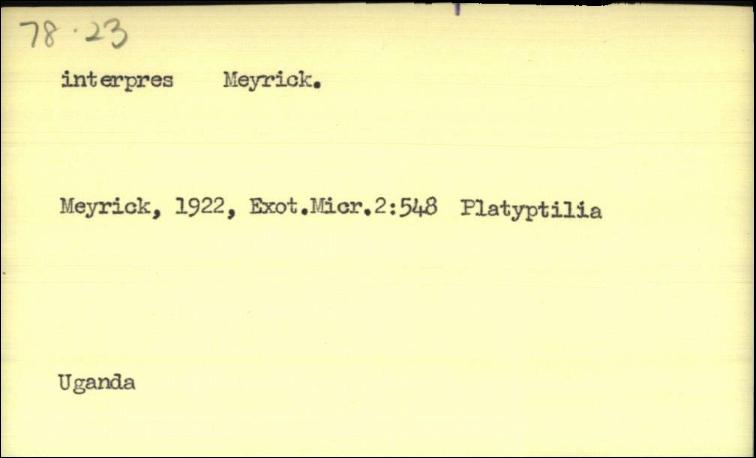 78.23
interpres Meyrick.
Meyrick, 1922, Exot.Micr.2:548 Platyptilia
Uganda